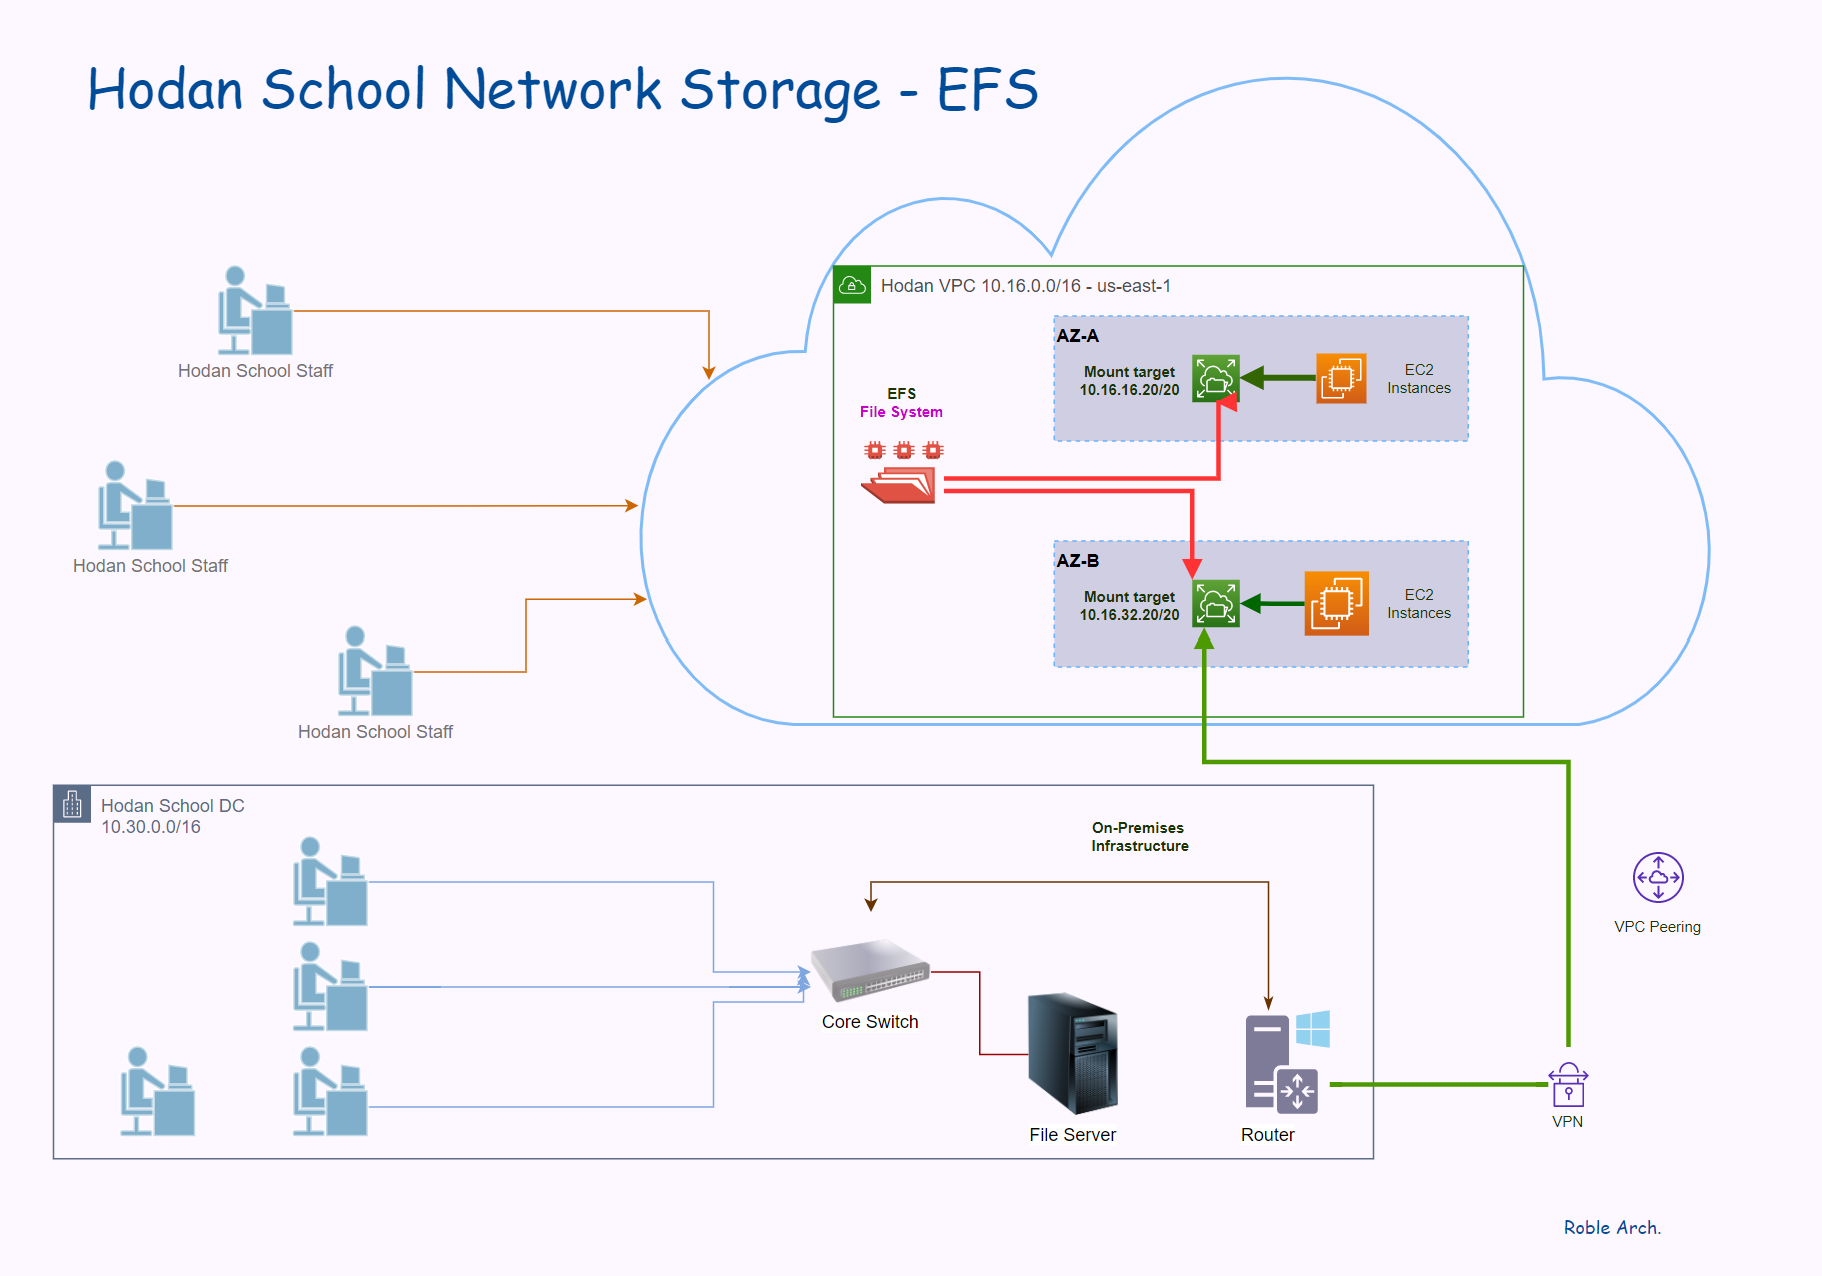 Hodan School Network Storage - EFS
Hodan VPC 10.16.0.0/16 - us-east-1
AZ-A
Mount target
10.16.16.20/20
EC2
Instances
Hodan School Staff
EFS
File System
Hodan School Staff
AZ-B
Mount target
10.16.32.20/20
EC2
Instances
Hodan School Staff
Hodan School DC
10.30.0.0/16
On-Premises
Infrastructure
VPC Peering
Core Switch
File Server
Router
VPN
Roble Arch.